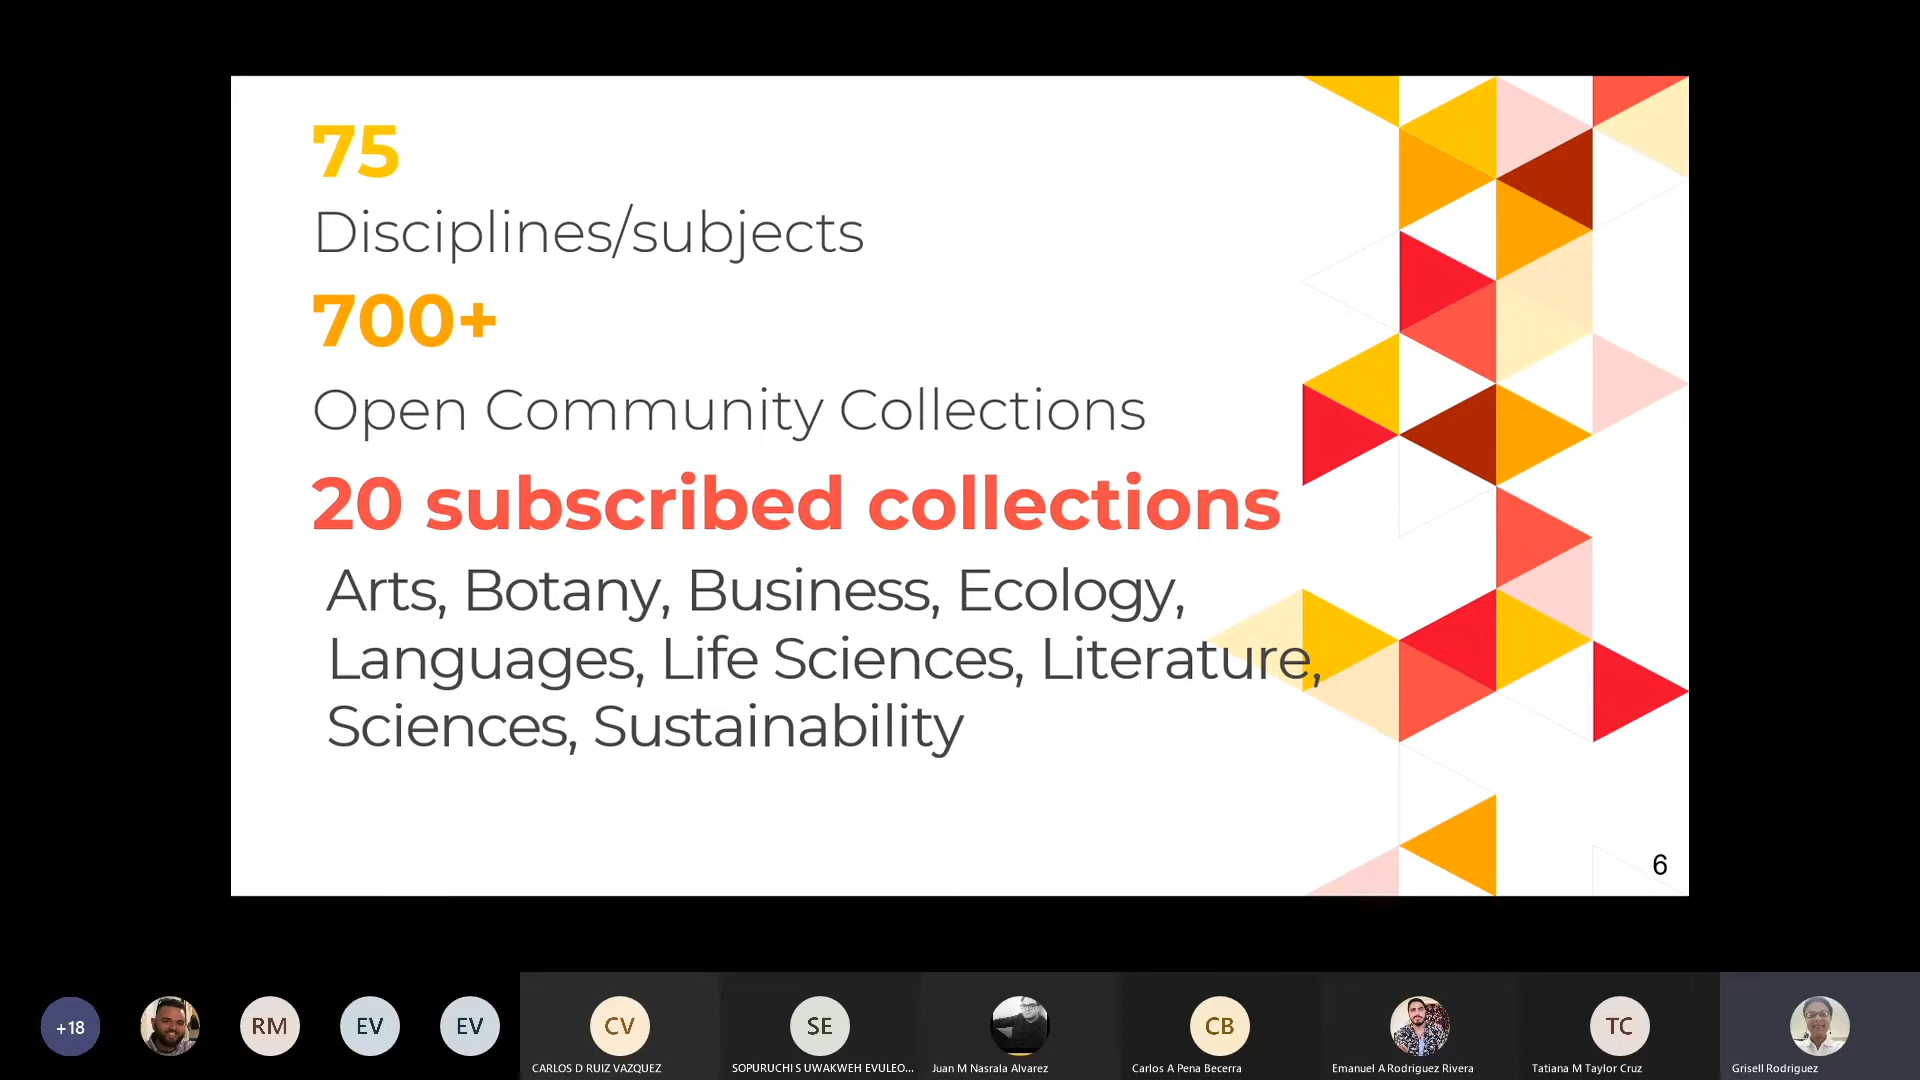 75
Disciplines/subjects
700+
Open Community Collections
20 subscribed collections
Arts, Botany, Business, Ecology,
Languages, Life Sciences, Literature,
Sciences, Sustainability
6
+18
RM
EV
EV
CV
CARLOS D RUIZ VAZQUEZ
SE
SOPURUCHI S UWAKWEH EVULEO...
Juan M Nasrala Alvarez
CB
Carlos A Pena Becerra
Emanuel A Rodriguez Rivera
TC
Tatiana M Taylor Cruz
Grisell Rodriguez